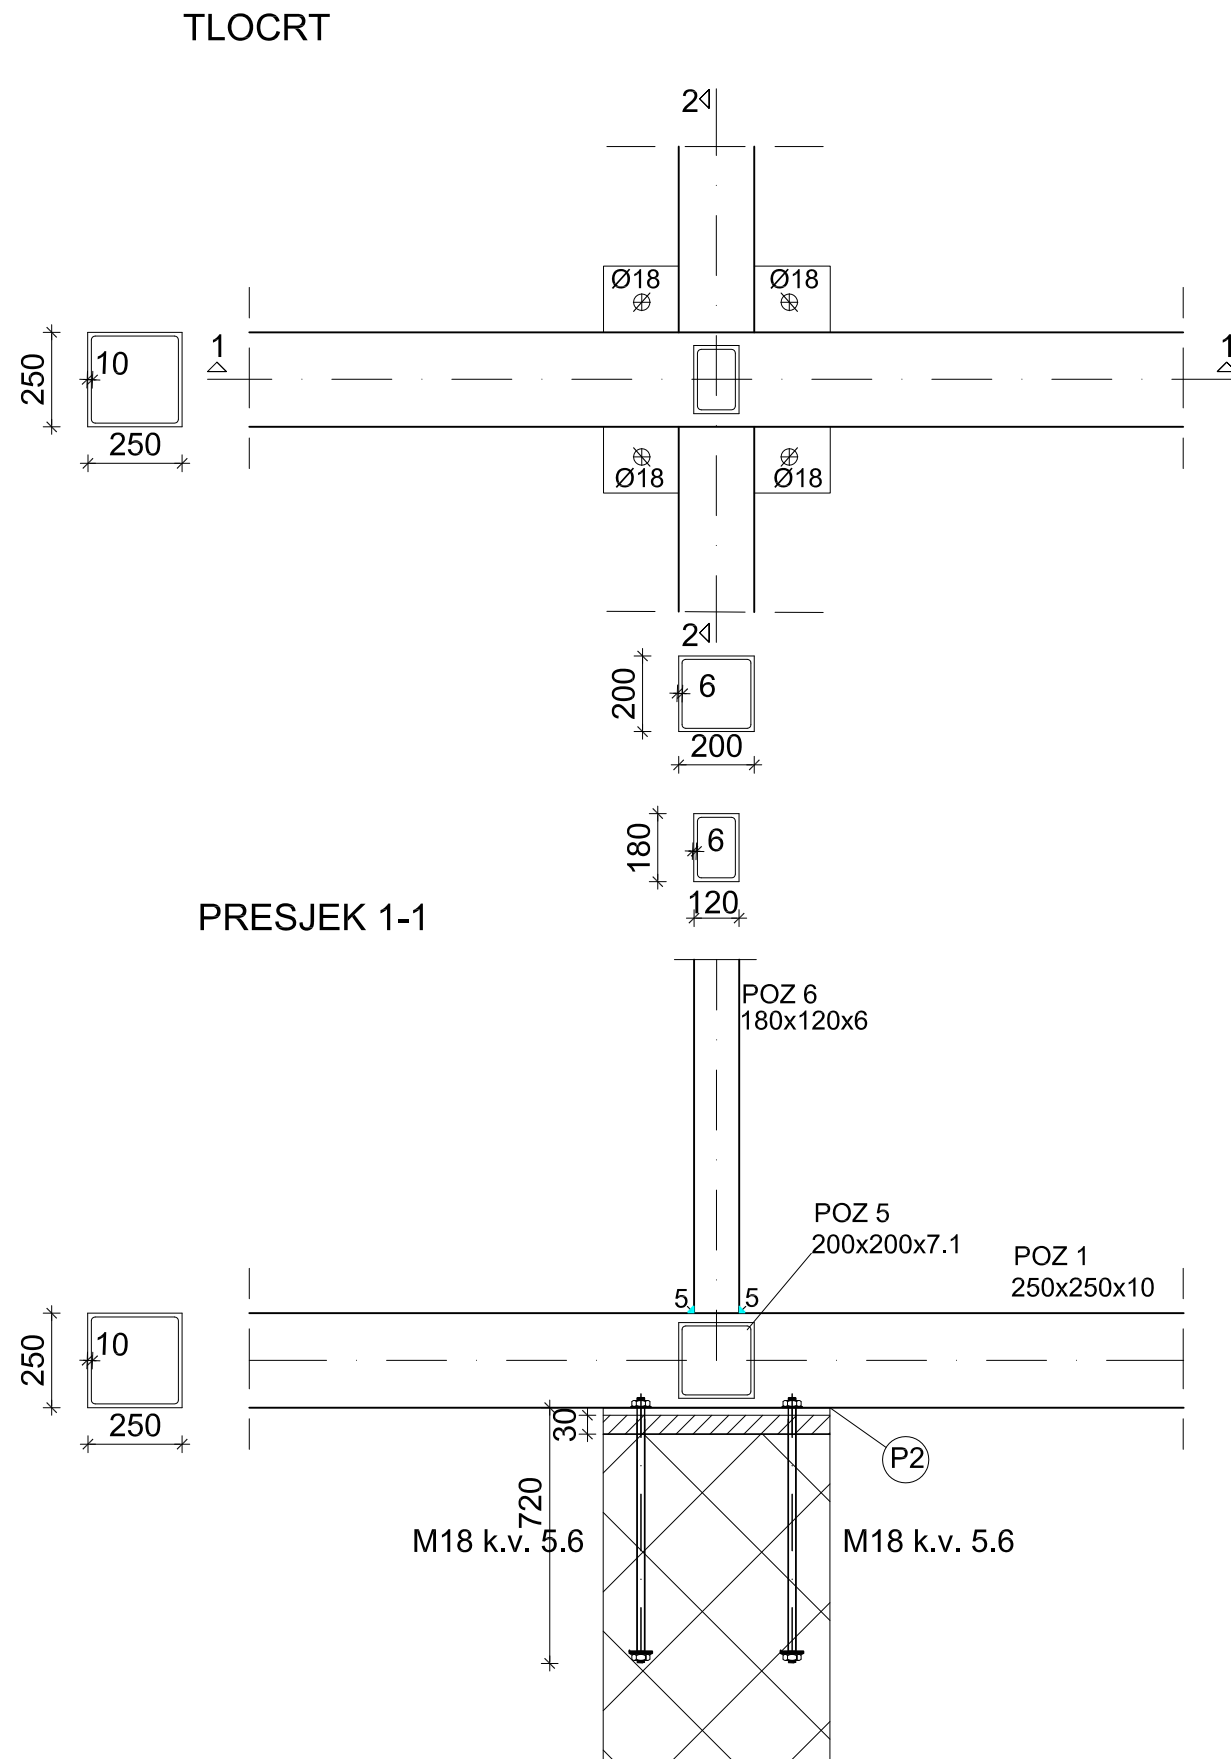 TLOCRT
2
Ø18 Ø18
250
10
1
1
250
Ø18 Ø18
2
200
6
200
180
6
120
PRESJEK 1-1
POZ 6
180x120x6
POZ 5
200x200x7.1
POZ 1
250x250x10
5 5
250
10
250
30
P2
720
M18 k.v. 5.6 M18 k.v. 5.6